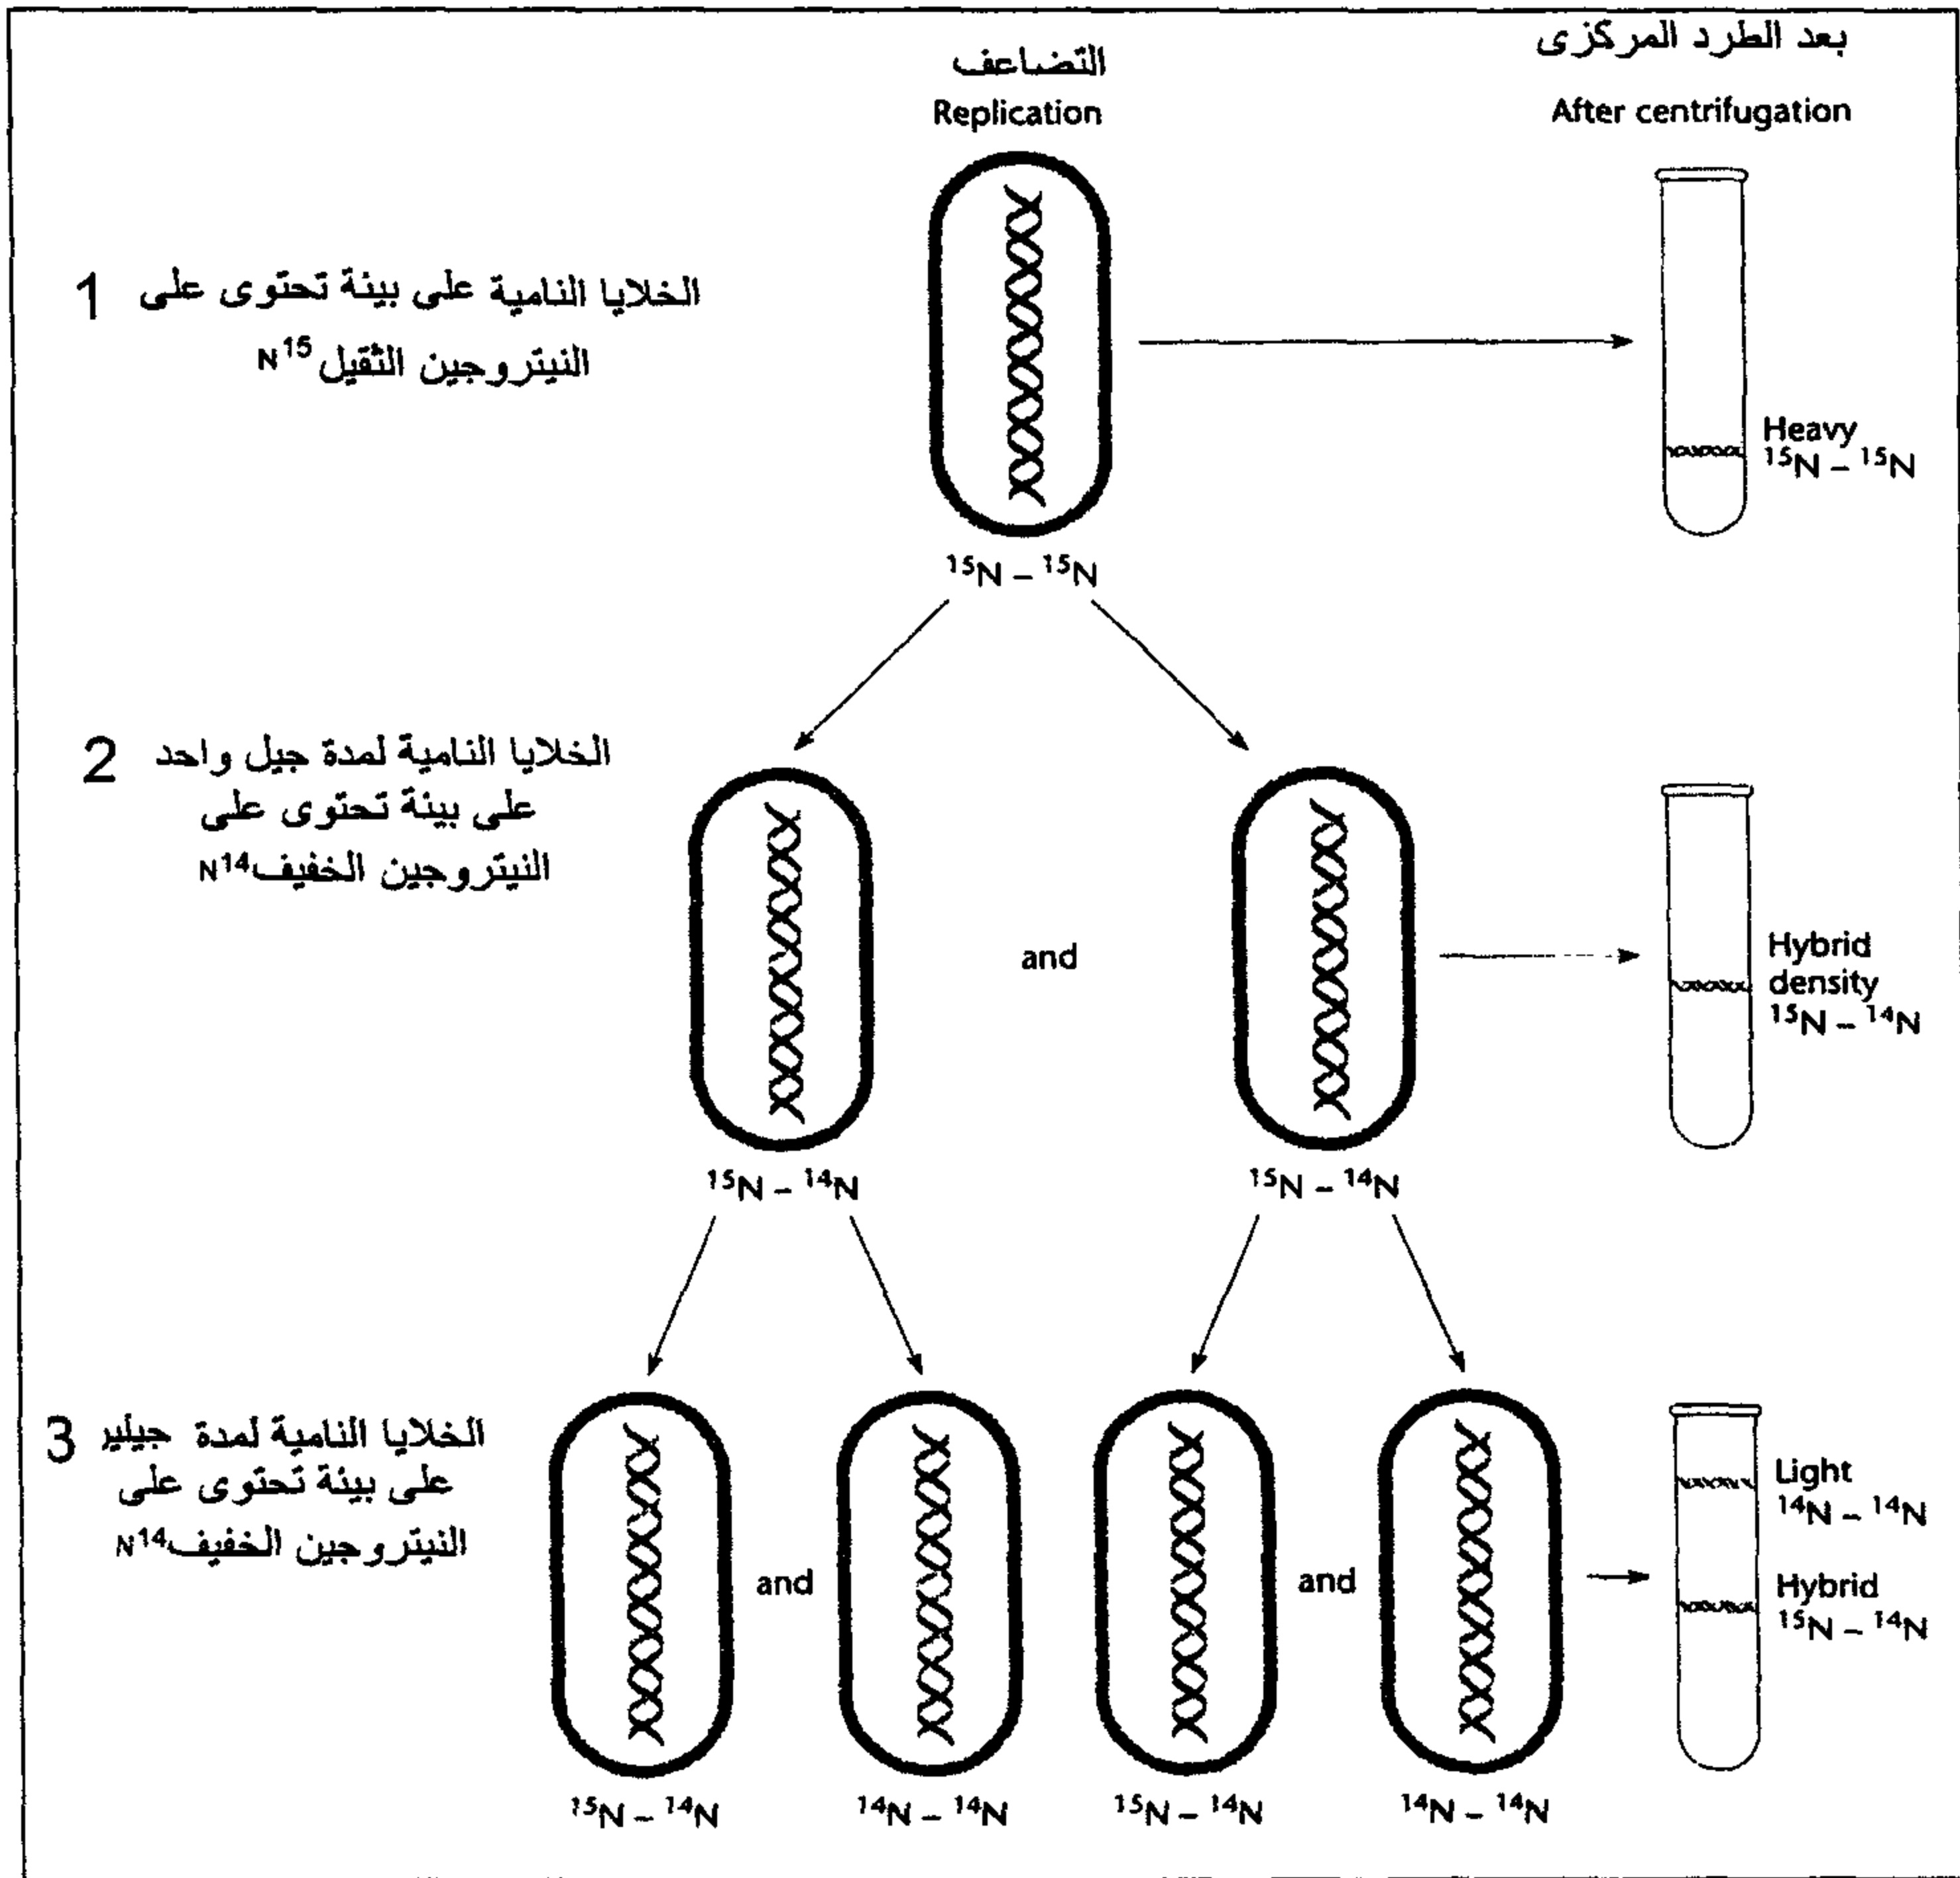 التضاعف
Replication
بعد الطرد المركزى
After centrifugation
1
الخلايا النامية على بيئة تحتوى على
النيتروجين الثقيل N¹⁵
Heavy
¹⁵N – ¹⁵N
¹⁵N – ¹⁵N
2
الخلايا النامية لمدة جيل واحد
على بيئة تحتوى على
النيتروجين الخفيف N¹⁴
and
Hybrid
density
¹⁵N – ¹⁴N
¹⁵N – ¹⁴N
¹⁵N – ¹⁴N
3
الخلايا النامية لمدة
على بيئة تحتوى على
النيتروجين الخفيف N¹⁴
and
and
Light
¹⁴N – ¹⁴N
Hybrid
¹⁵N – ¹⁴N
¹⁵N – ¹⁴N
¹⁴N – ¹⁴N
¹⁵N – ¹⁴N
¹⁴N – ¹⁴N